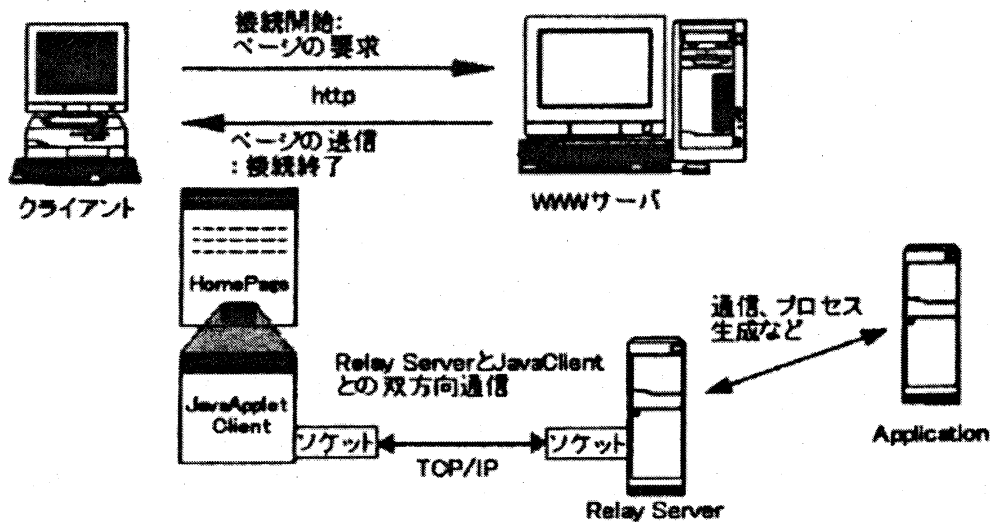 接続開始:
ページの要求
http
ページの送信
:接続終了
クライアント
WWWサーバ
HomePage
通信、プロセス
生成など
Relay ServerとJavaClient
との双方向通信
JavaApplet
Client
ソケット
ソケット
TCP/IP
Application
Relay Server